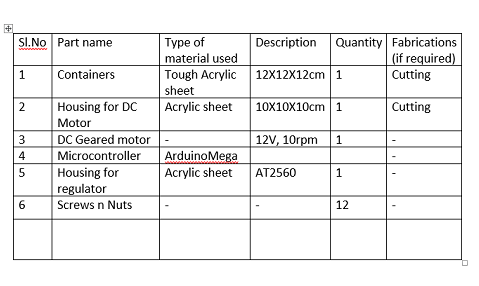 Sl.No Part name Type of material used Description Quantity Fabrications (if required)
1 Containers Tough Acrylic sheet 12X12X12cm 1 Cutting
2 Housing for DC Motor Acrylic sheet 10X10X10cm 1 Cutting
3 DC Geared motor - 12V, 10rpm 1 -
4 Microcontroller ArduinoMega -
5 Housing for regulator Acrylic sheet AT2560 1 -
6 Screws n Nuts - - 12 -